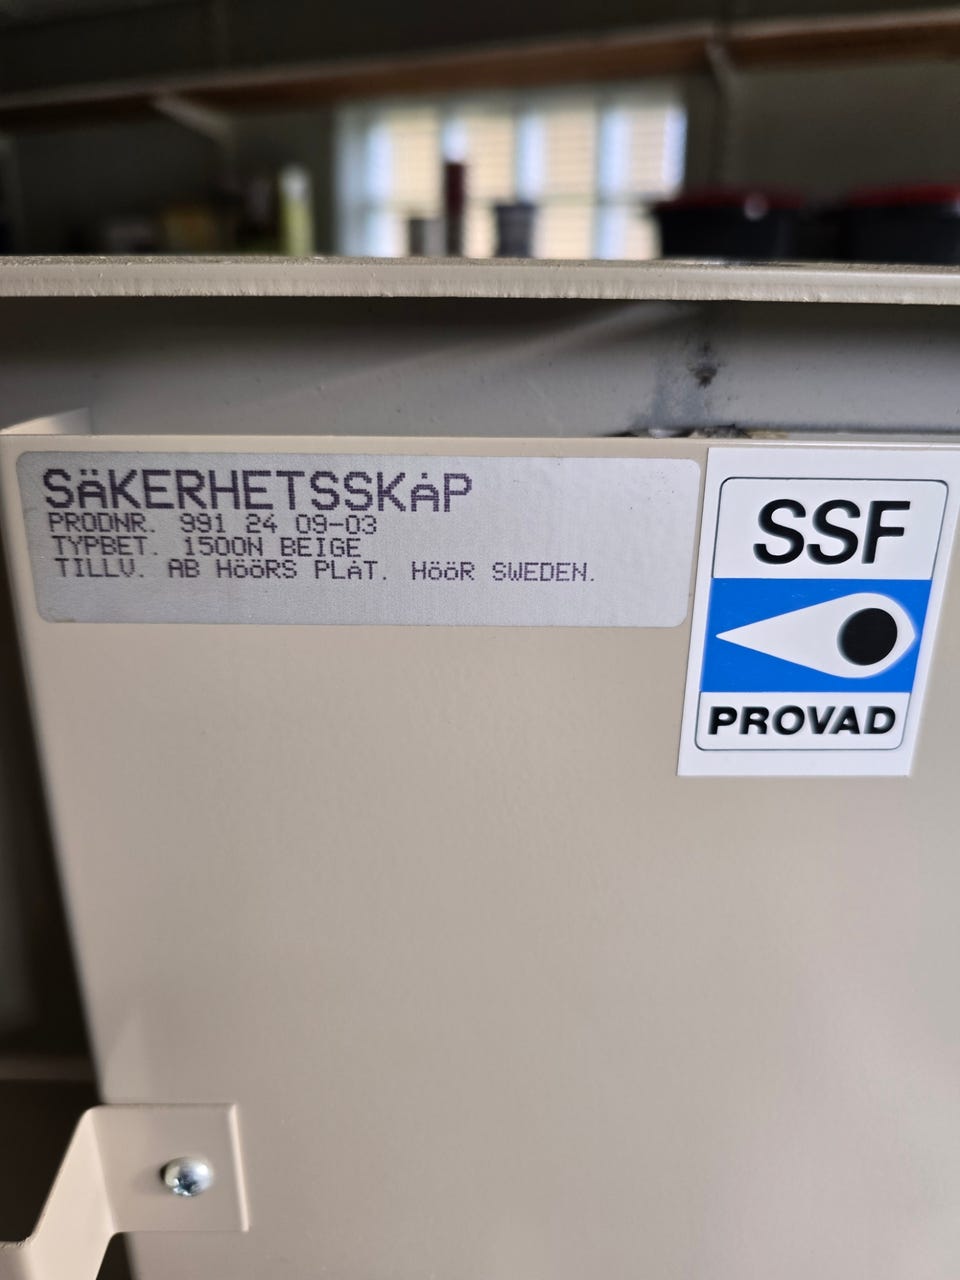 SÄKERHETSSKÅP
PRODNR. 991 24 09-03
TYPBET. 1500N BEIGE
TILLV. AB HÖÖRS PLÅT. HÖÖR SWEDEN.
SSF
PROVAD